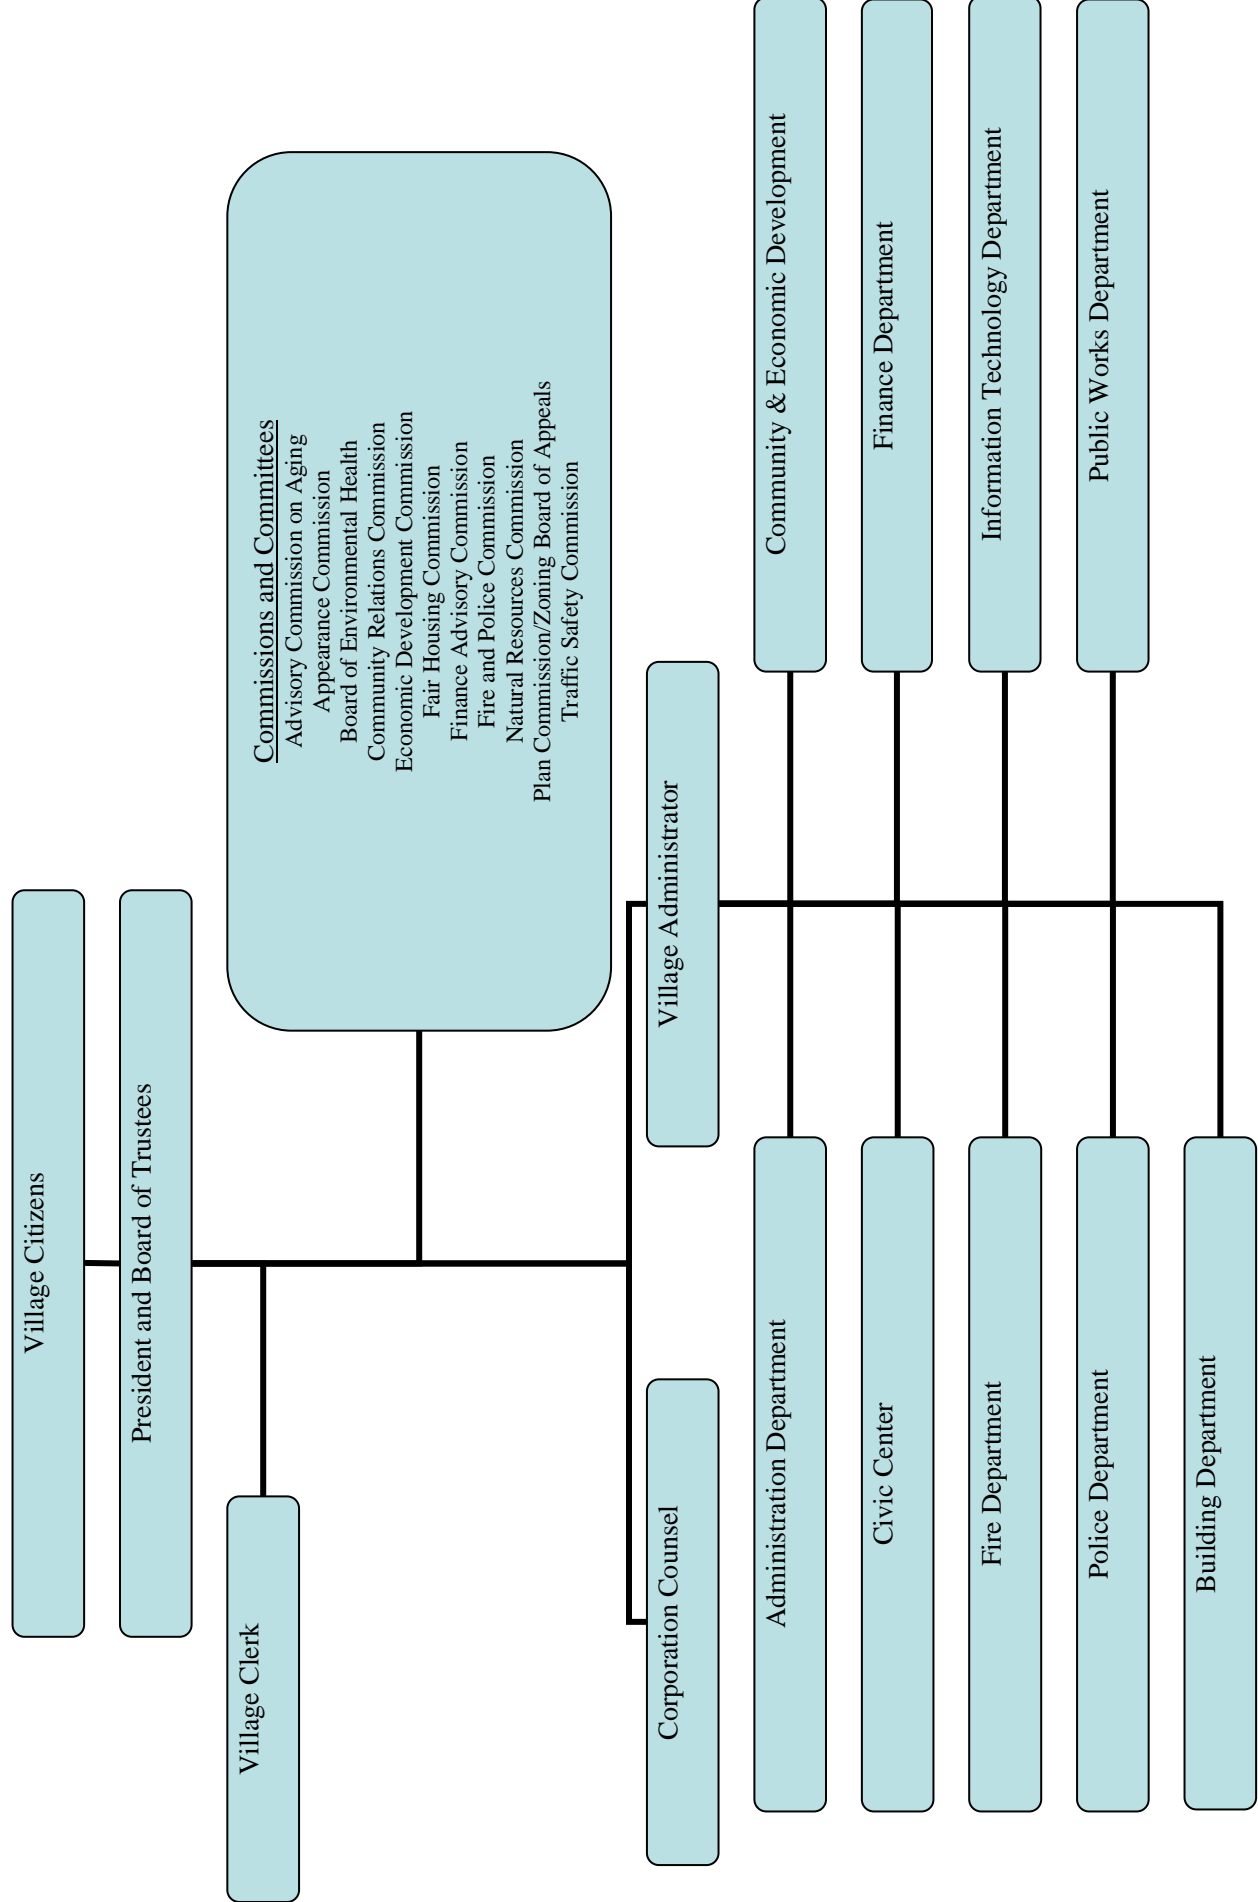 Village Citizens
President and Board of Trustees
Village Clerk
Commissions and Committees
Advisory Commission on Aging
Appearance Commission
Board of Environmental Health
Community Relations Commission
Economic Development Commission
Fair Housing Commission
Finance Advisory Commission
Fire and Police Commission
Natural Resources Commission
Plan Commission/Zoning Board of Appeals
Traffic Safety Commission
Corporation Counsel
Village Administrator
Administration Department
Community & Economic Development
Civic Center
Finance Department
Fire Department
Information Technology Department
Police Department
Public Works Department
Building Department